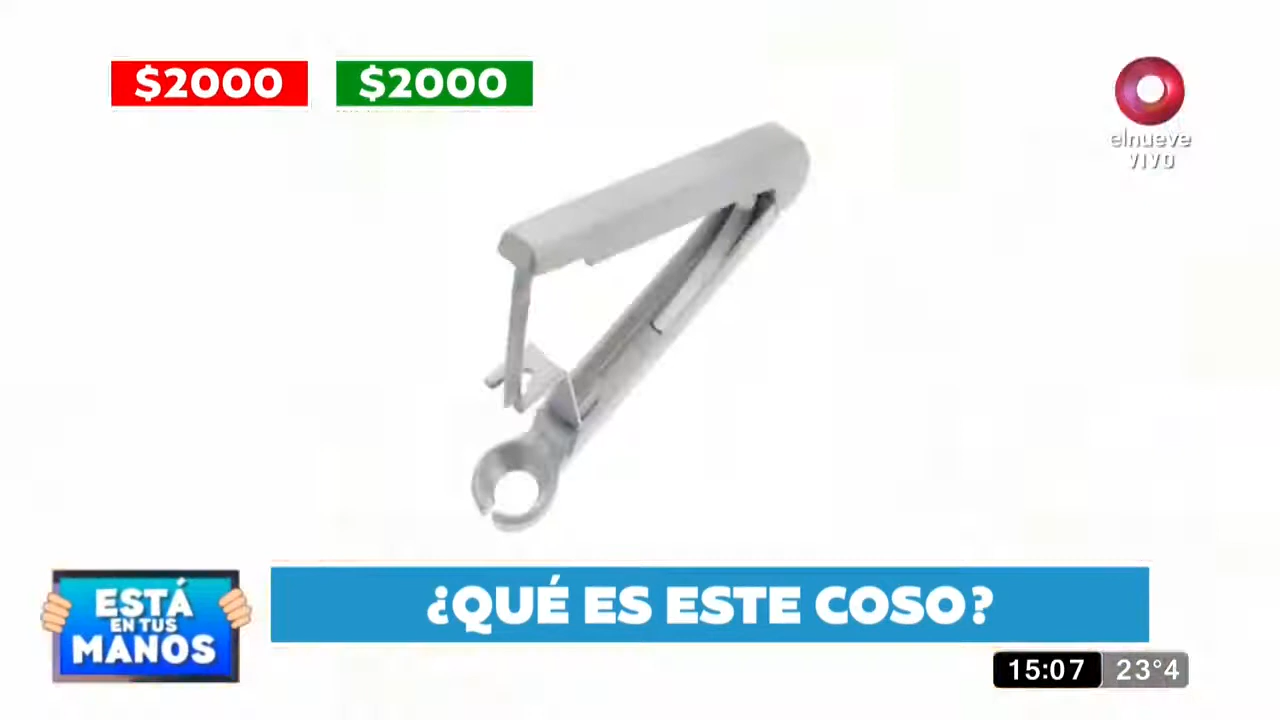 $2000 $2000
elnueve
VIVO
¿QUÉ ES ESTE COSO?
ESTÁ
EN TUS
MANOS
15:07 23°4